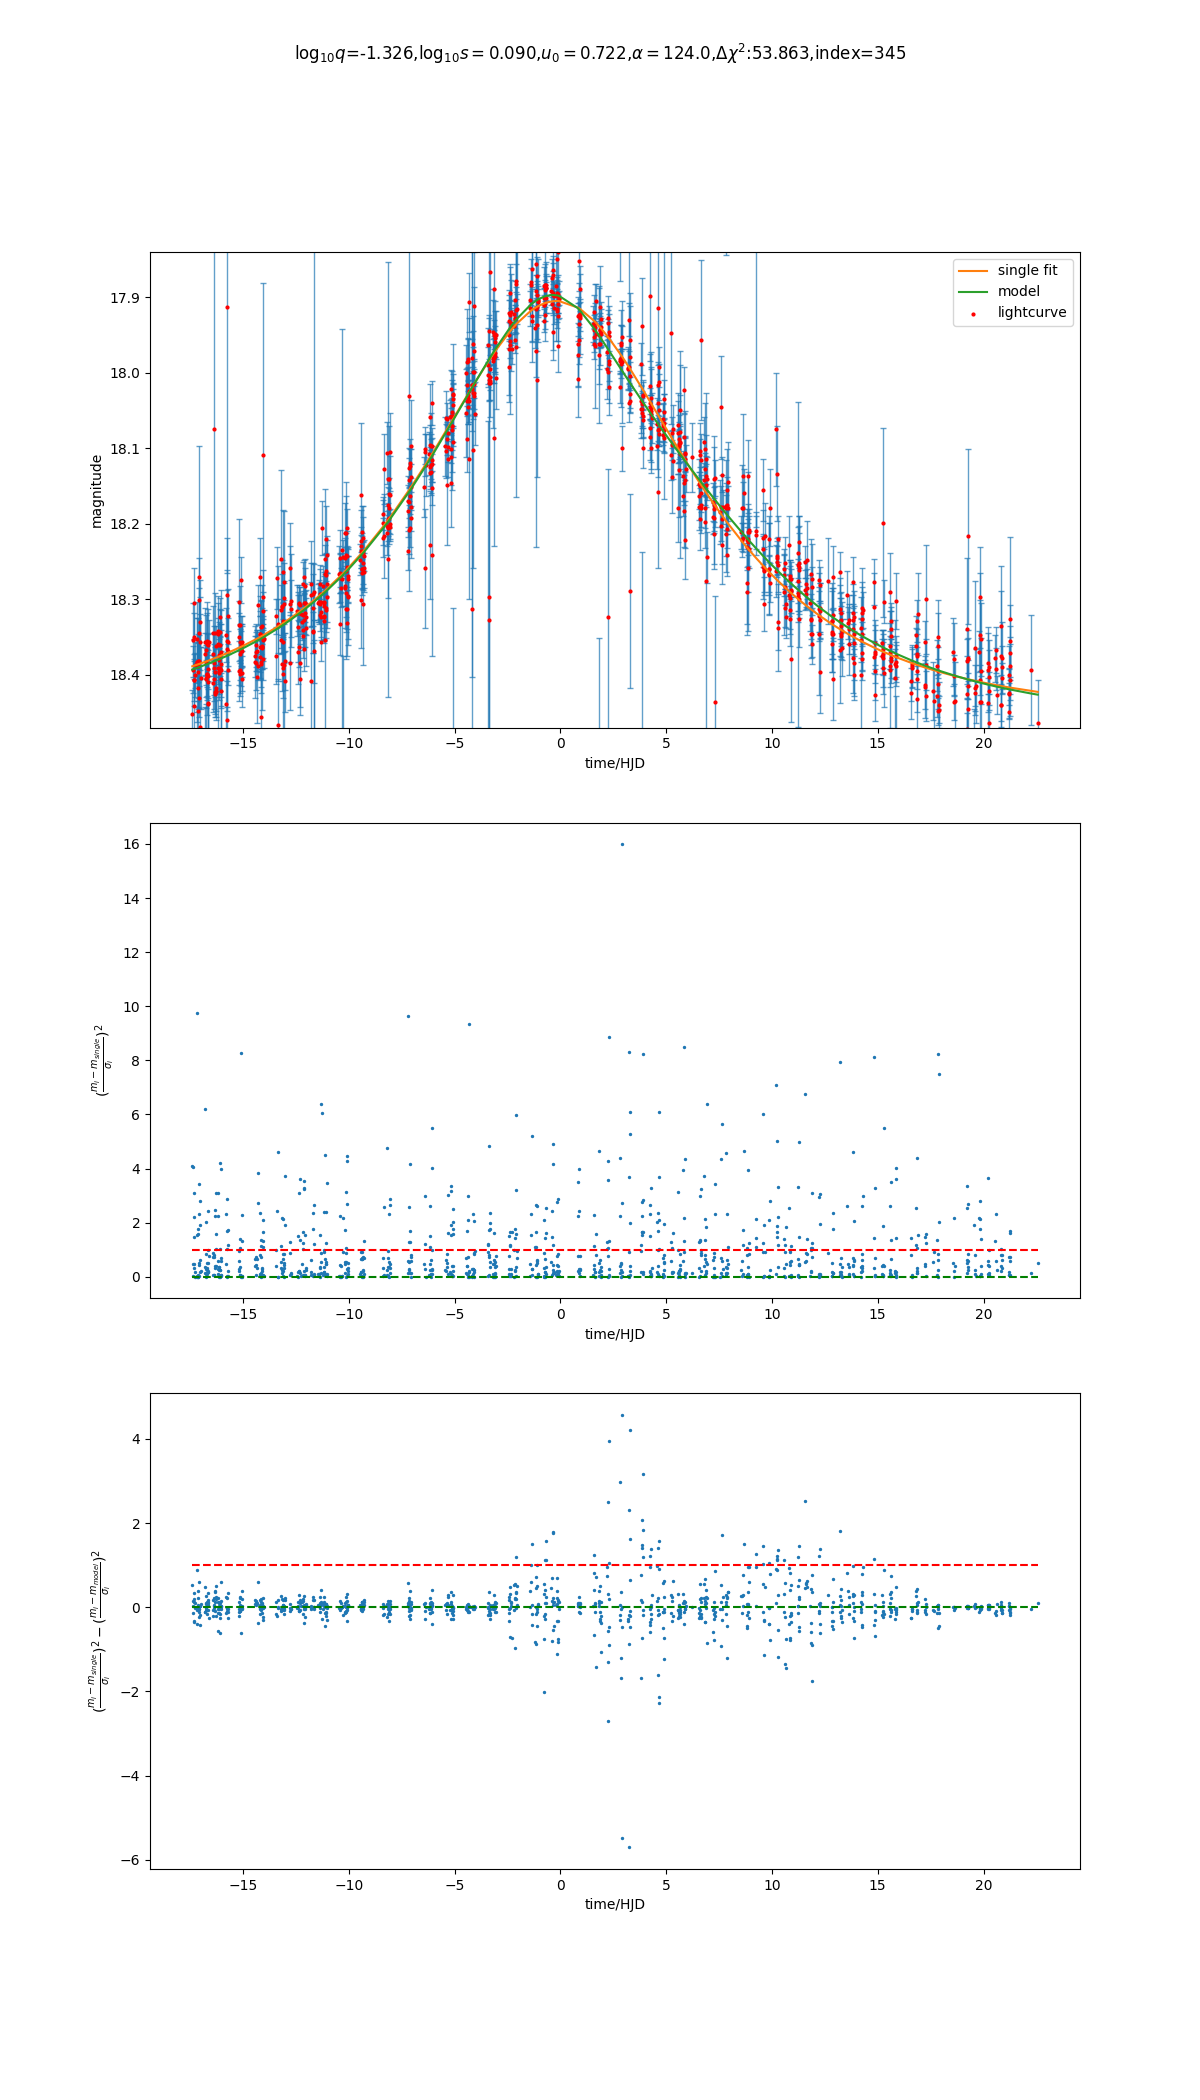 log₁₀q=-1.326,log₁₀s = 0.090,u₀ = 0.722,α = 124.0,Δχ²:53.863,index=345
single fit
model
lightcurve
magnitude
17.9
18.0
18.1
18.2
18.3
18.4
−15 −10 −5 0 5 10 15 20
time/HJD
(mᵢ − m_single / σᵢ)²
16
14
12
10
8
6
4
2
0
−15 −10 −5 0 5 10 15 20
time/HJD
(mᵢ − m_single / σᵢ)² − (mᵢ − m_model / σᵢ)²
4
2
0
−2
−4
−6
−15 −10 −5 0 5 10 15 20
time/HJD